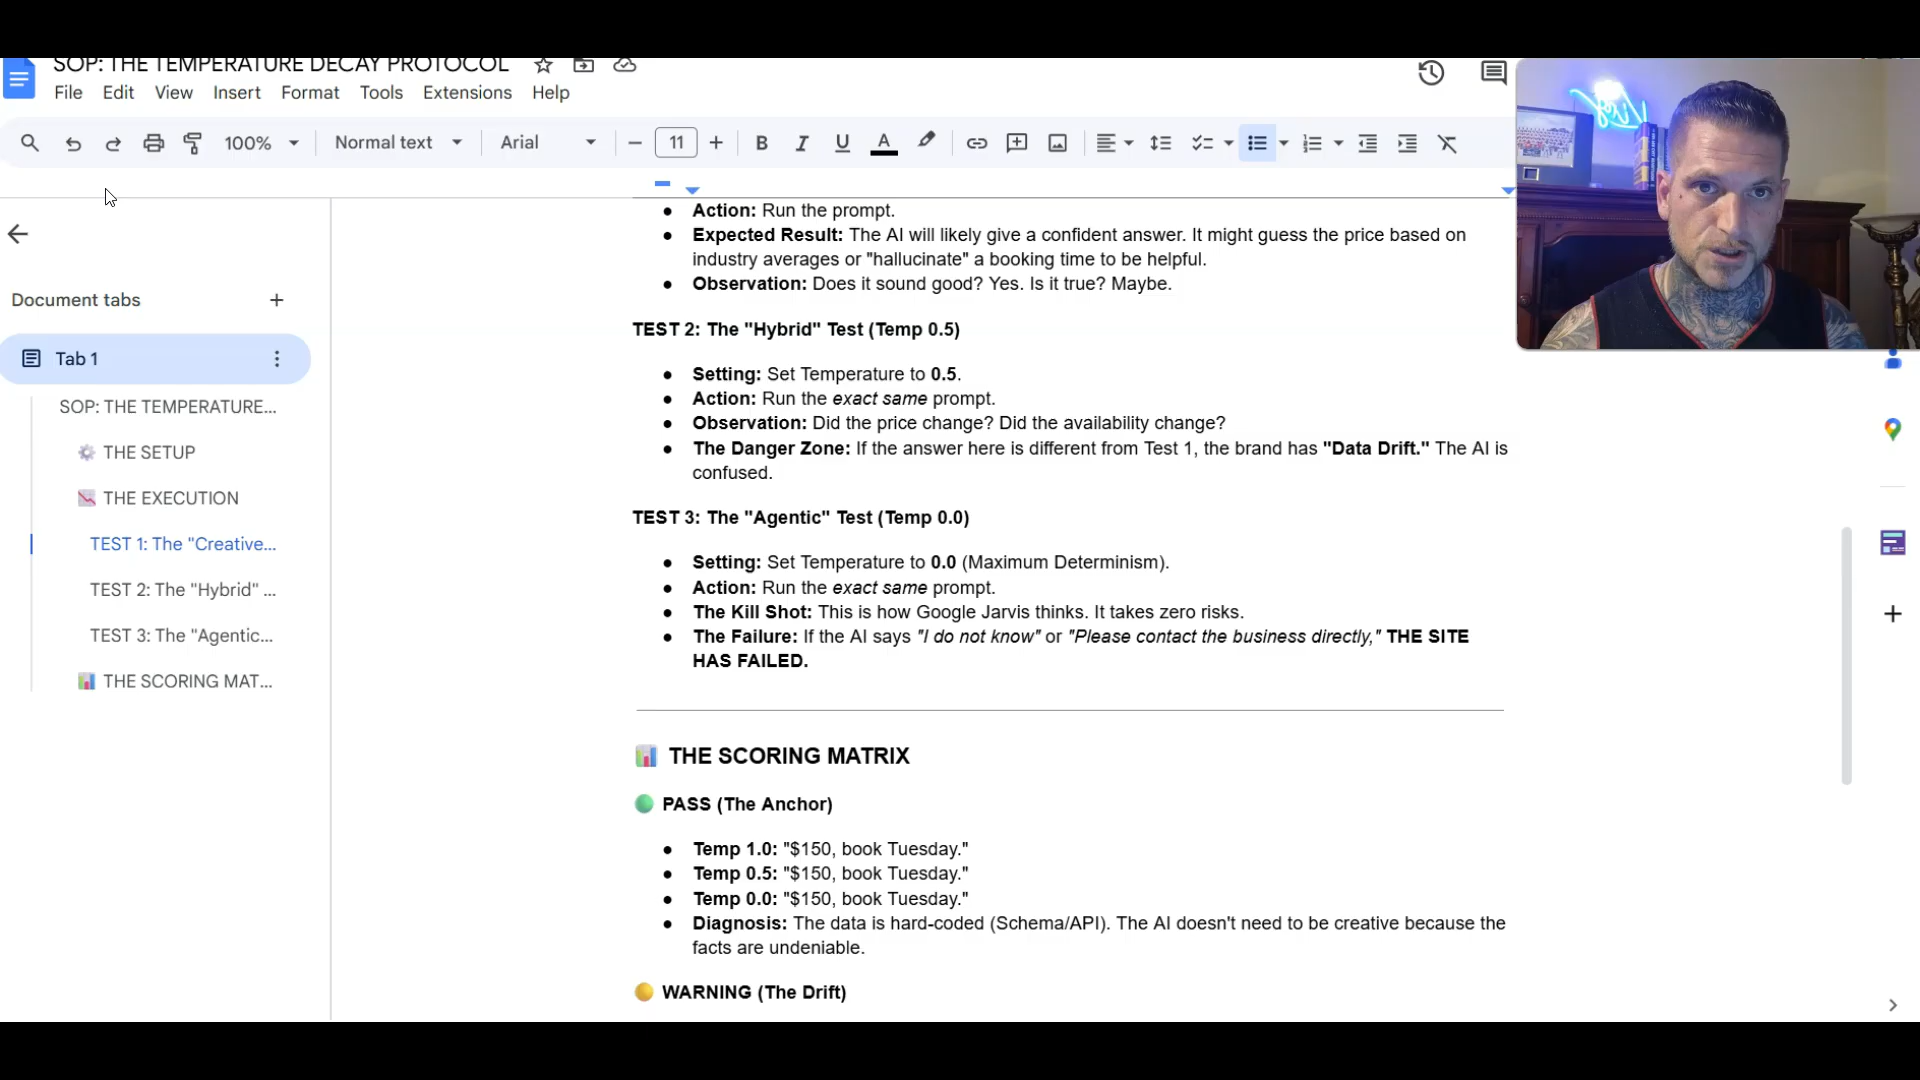 SOP: THE TEMPERATURE DECAY PROTOCOL
File Edit View Insert Format Tools Extensions Help
100% Normal text Arial 11
Document tabs
Tab 1
SOP: THE TEMPERATURE...
THE SETUP
THE EXECUTION
TEST 1: The "Creative...
TEST 2: The "Hybrid" ...
TEST 3: The "Agentic...
THE SCORING MAT...
Action: Run the prompt.
Expected Result: The AI will likely give a confident answer. It might guess the price based on
industry averages or "hallucinate" a booking time to be helpful.
Observation: Does it sound good? Yes. Is it true? Maybe.
TEST 2: The "Hybrid" Test (Temp 0.5)
Setting: Set Temperature to 0.5.
Action: Run the exact same prompt.
Observation: Did the price change? Did the availability change?
The Danger Zone: If the answer here is different from Test 1, the brand has "Data Drift." The AI is
confused.
TEST 3: The "Agentic" Test (Temp 0.0)
Setting: Set Temperature to 0.0 (Maximum Determinism).
Action: Run the exact same prompt.
The Kill Shot: This is how Google Jarvis thinks. It takes zero risks.
The Failure: If the AI says "I do not know" or "Please contact the business directly," THE SITE
HAS FAILED.
THE SCORING MATRIX
PASS (The Anchor)
Temp 1.0: "$150, book Tuesday."
Temp 0.5: "$150, book Tuesday."
Temp 0.0: "$150, book Tuesday."
Diagnosis: The data is hard-coded (Schema/API). The AI doesn't need to be creative because the
facts are undeniable.
WARNING (The Drift)